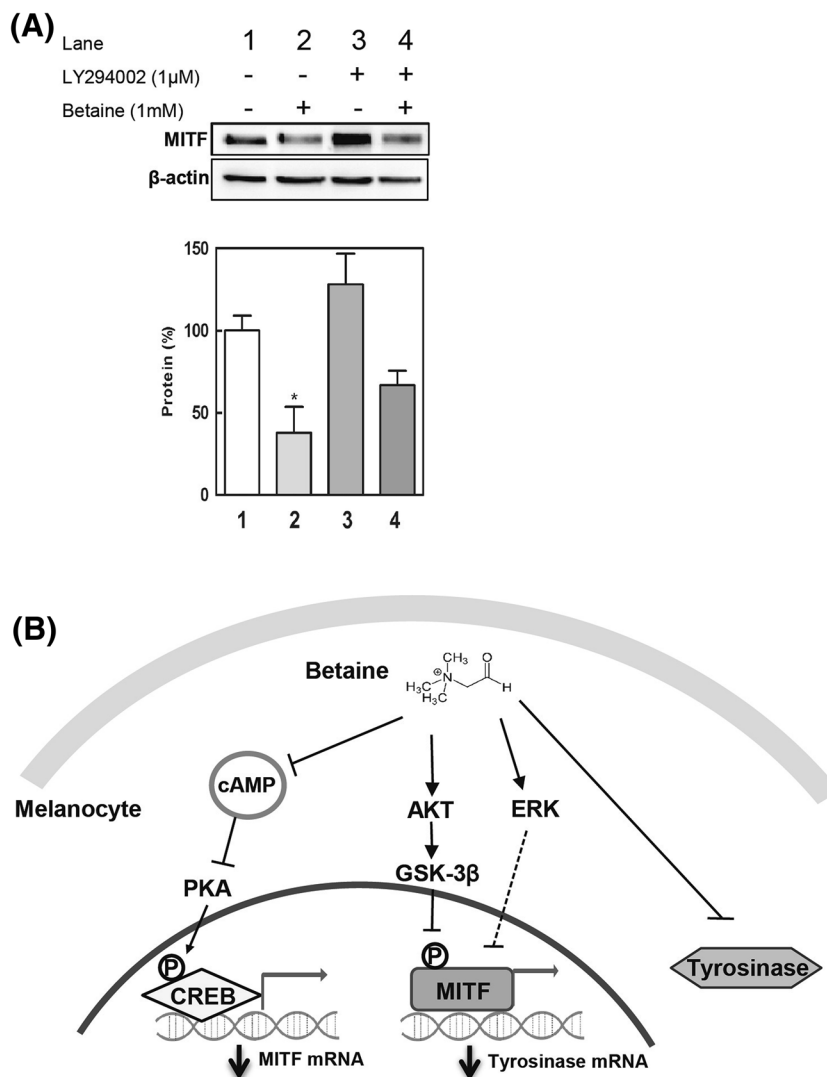 (A)
Lane 1 2 3 4
LY294002 (1µM) - - + +
Betaine (1mM) - + - +
MITF
β-actin
150
100
50
0
Protein (%)
*
1 2 3 4
(B)
Betaine
CH₃
O
⊕
N
H₃C
H₃C
H
cAMP
Melanocyte
AKT
ERK
GSK-3β
PKA
P
P
CREB
MITF
Tyrosinase
MITF mRNA
Tyrosinase mRNA